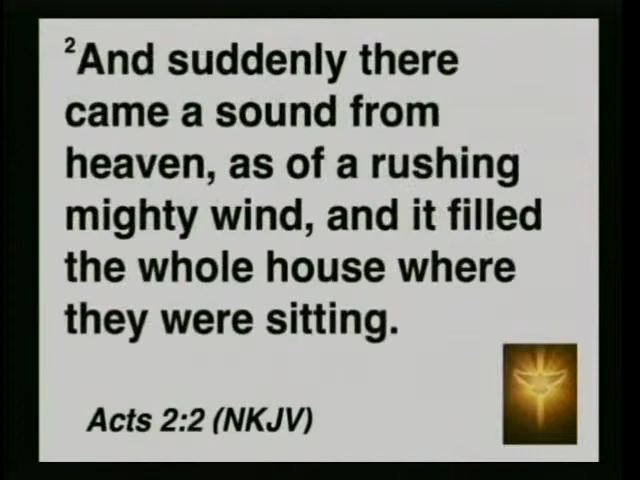 ²And suddenly there
came a sound from
heaven, as of a rushing
mighty wind, and it filled
the whole house where
they were sitting.
Acts 2:2 (NKJV)